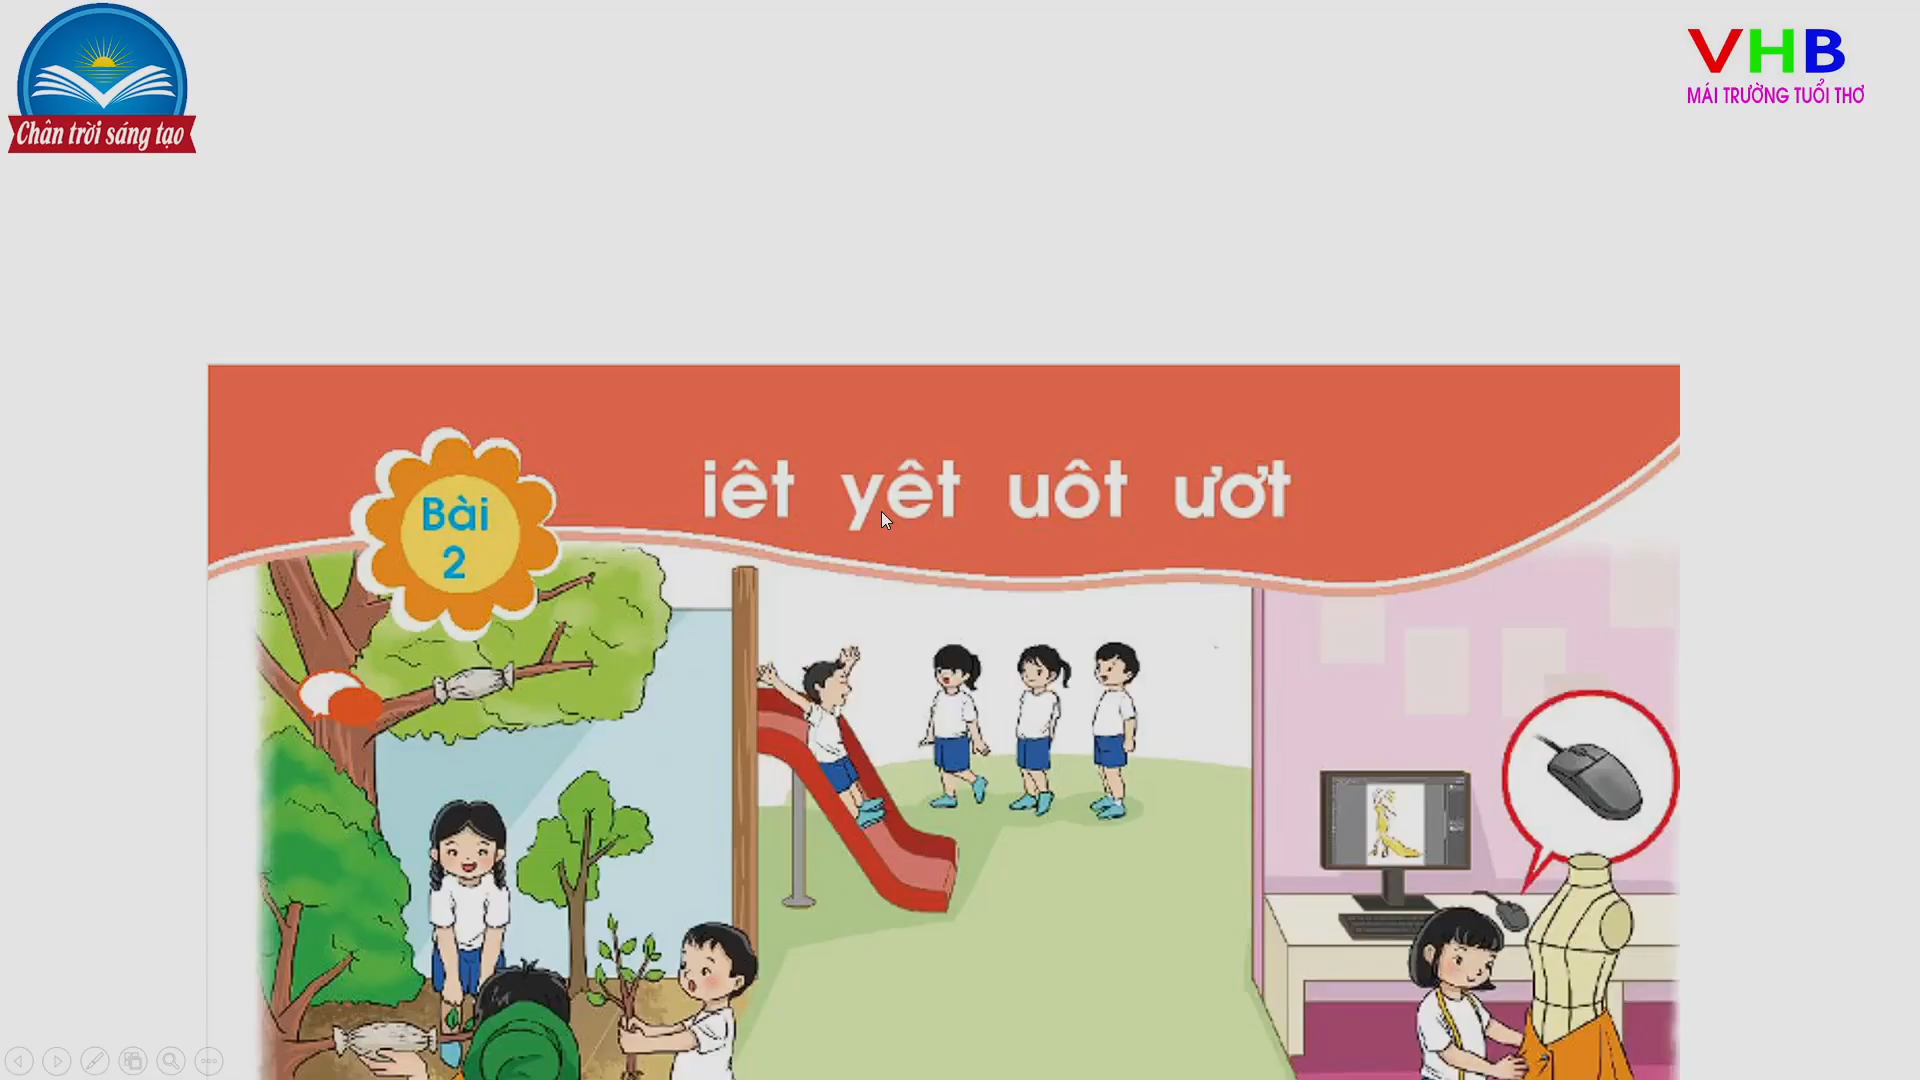 Chân trời sáng tạo
VHB
MÁI TRƯỜNG TUỔI THƠ
iêt yêt uôt ươt
Bài
2